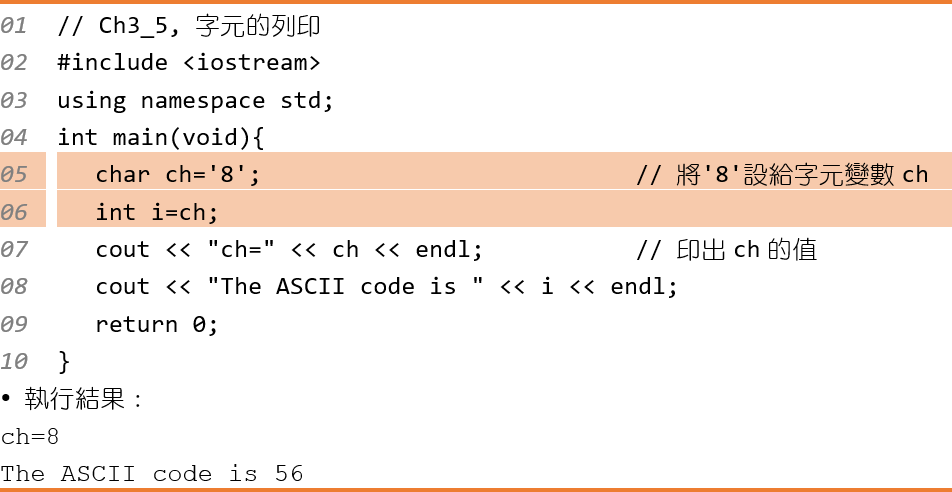 01 // Ch3_5, 字元的列印
02 #include <iostream>
03 using namespace std;
04 int main(void){
05 char ch='8'; // 將'8'設給字元變數 ch
06 int i=ch;
07 cout << "ch=" << ch << endl; // 印出 ch 的值
08 cout << "The ASCII code is " << i << endl;
09 return 0;
10 }
• 執行結果：
ch=8
The ASCII code is 56